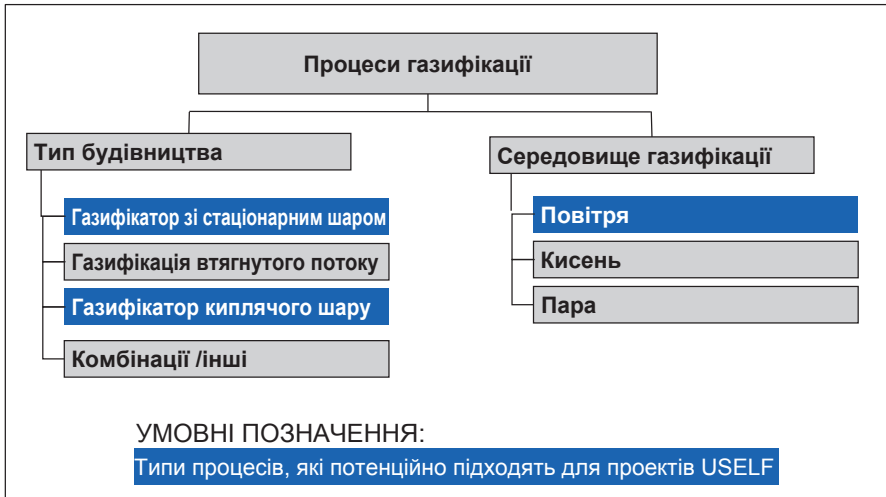 Процеси газифікації
Тип будівництва
Газифікатор зі стаціонарним шаром
Газифікація втягнутого потоку
Газифікатор киплячого шару
Комбінації /інші
Середовище газифікації
Повітря
Кисень
Пара
УМОВНІ ПОЗНАЧЕННЯ:
Типи процесів, які потенційно підходять для проектів USELF